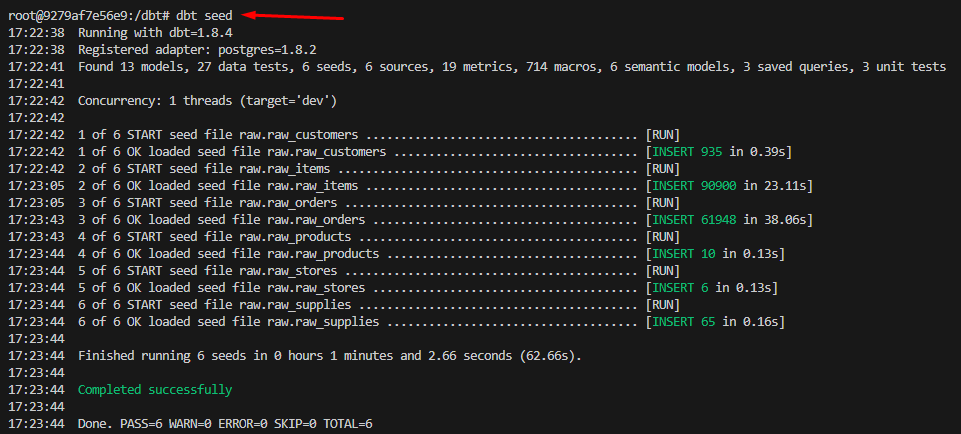 root@9279af7e56e9:/dbt# dbt seed
17:22:38  Running with dbt=1.8.4
17:22:38  Registered adapter: postgres=1.8.2
17:22:41  Found 13 models, 27 data tests, 6 seeds, 6 sources, 19 metrics, 714 macros, 6 semantic models, 3 saved queries, 3 unit tests
17:22:41
17:22:42  Concurrency: 1 threads (target='dev')
17:22:42
17:22:42  1 of 6 START seed file raw.raw_customers ....................................... [RUN]
17:22:42  1 of 6 OK loaded seed file raw.raw_customers ................................... [INSERT 935 in 0.39s]
17:22:42  2 of 6 START seed file raw.raw_items ........................................... [RUN]
17:23:05  2 of 6 OK loaded seed file raw.raw_items ....................................... [INSERT 90900 in 23.11s]
17:23:05  3 of 6 START seed file raw.raw_orders .......................................... [RUN]
17:23:43  3 of 6 OK loaded seed file raw.raw_orders ...................................... [INSERT 61948 in 38.06s]
17:23:43  4 of 6 START seed file raw.raw_products ........................................ [RUN]
17:23:44  4 of 6 OK loaded seed file raw.raw_products .................................... [INSERT 10 in 0.13s]
17:23:44  5 of 6 START seed file raw.raw_stores .......................................... [RUN]
17:23:44  5 of 6 OK loaded seed file raw.raw_stores ...................................... [INSERT 6 in 0.13s]
17:23:44  6 of 6 START seed file raw.raw_supplies ........................................ [RUN]
17:23:44  6 of 6 OK loaded seed file raw.raw_supplies .................................... [INSERT 65 in 0.16s]
17:23:44
17:23:44  Finished running 6 seeds in 0 hours 1 minutes and 2.66 seconds (62.66s).
17:23:44
17:23:44  Completed successfully
17:23:44
17:23:44  Done. PASS=6 WARN=0 ERROR=0 SKIP=0 TOTAL=6